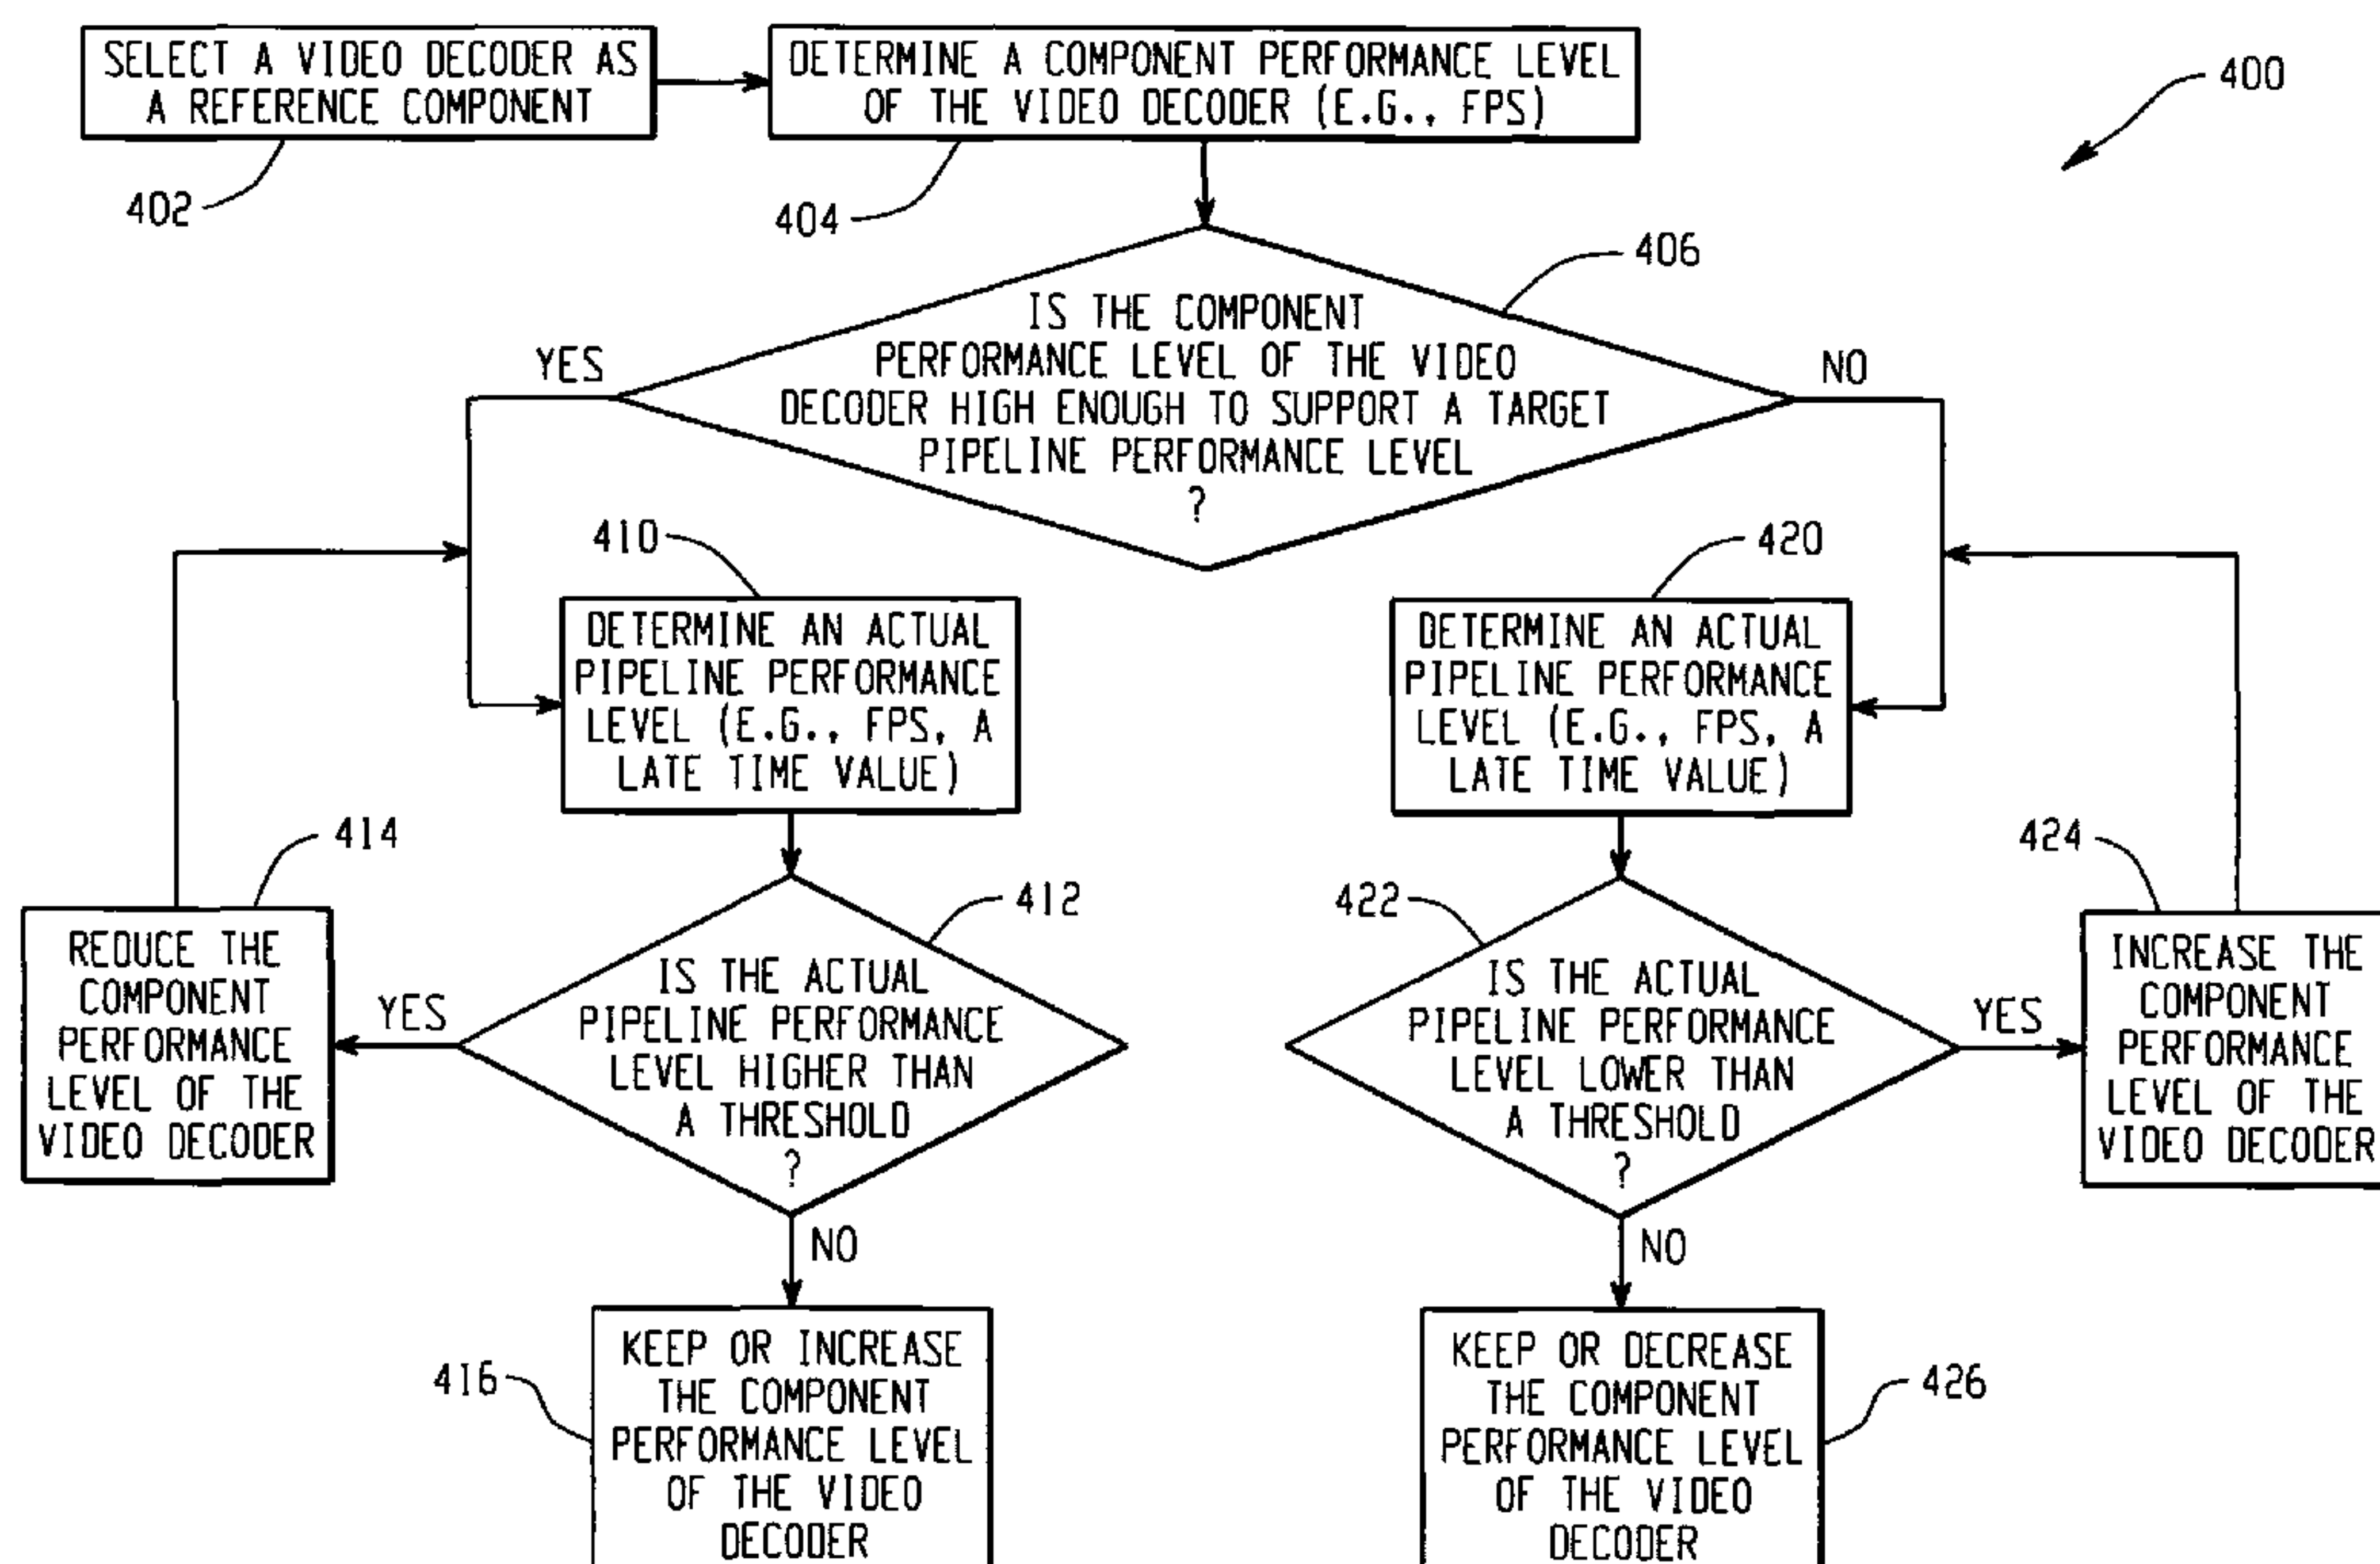 SELECT A VIDEO DECODER AS
A REFERENCE COMPONENT
402
DETERMINE A COMPONENT PERFORMANCE LEVEL
OF THE VIDEO DECODER (E.G., FPS)
404
400
IS THE COMPONENT
PERFORMANCE LEVEL OF THE VIDEO
DECODER HIGH ENOUGH TO SUPPORT A TARGET
PIPELINE PERFORMANCE LEVEL
?
406
YES
NO
410
DETERMINE AN ACTUAL
PIPELINE PERFORMANCE
LEVEL (E.G., FPS, A
LATE TIME VALUE)
420
DETERMINE AN ACTUAL
PIPELINE PERFORMANCE
LEVEL (E.G., FPS, A
LATE TIME VALUE)
414
REDUCE THE
COMPONENT
PERFORMANCE
LEVEL OF THE
VIDEO DECODER
YES
412
IS THE ACTUAL
PIPELINE PERFORMANCE
LEVEL HIGHER THAN
A THRESHOLD
?
NO
422
IS THE ACTUAL
PIPELINE PERFORMANCE
LEVEL LOWER THAN
A THRESHOLD
?
YES
NO
424
INCREASE THE
COMPONENT
PERFORMANCE
LEVEL OF THE
VIDEO DECODER
416
KEEP OR INCREASE
THE COMPONENT
PERFORMANCE LEVEL
OF THE VIDEO
DECODER
426
KEEP OR DECREASE
THE COMPONENT
PERFORMANCE LEVEL
OF THE VIDEO
DECODER